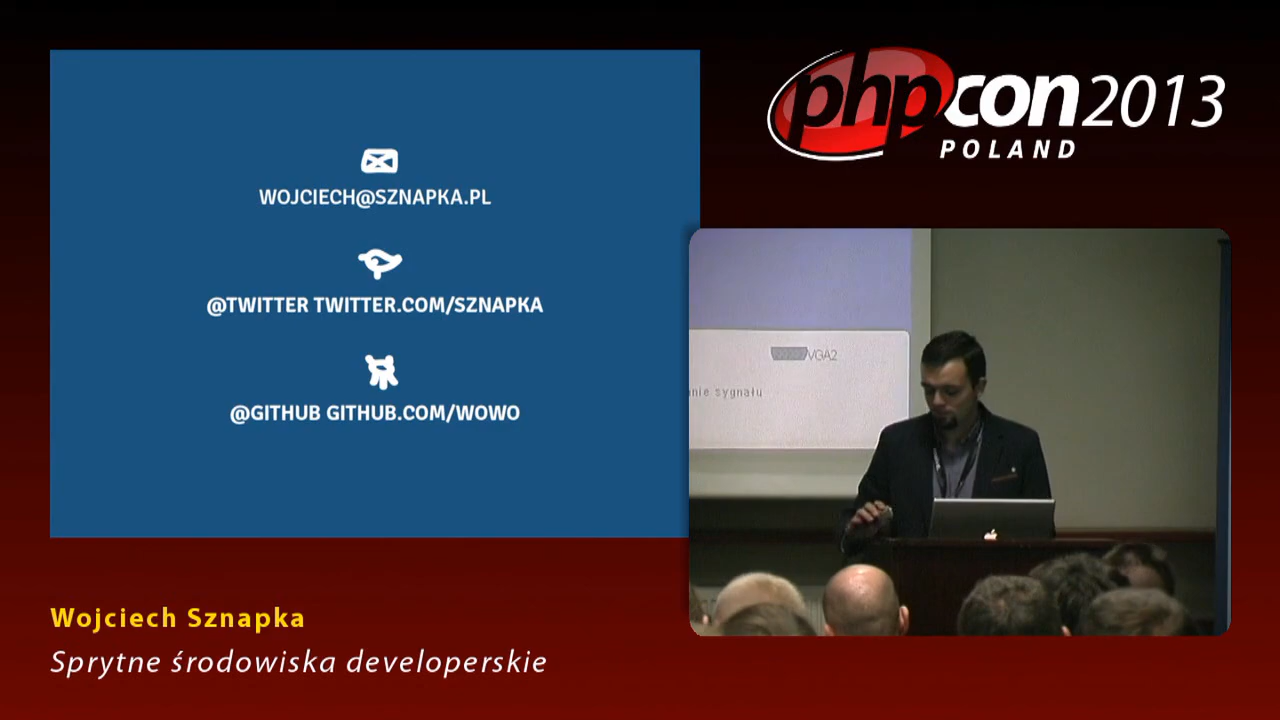 WOJCIECH@SZNAPKA.PL
@TWITTER TWITTER.COM/SZNAPKA
@GITHUB GITHUB.COM/WOWO
phpcon2013
POLAND
VGA2
sygnału
Wojciech Sznapka
Sprytne środowiska developerskie